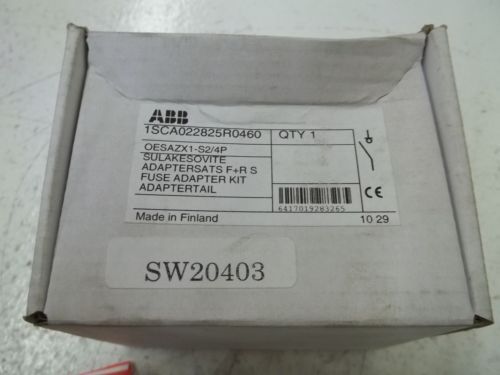 ABB
1SCA022825R0460 QTY 1
OESAZX1-S2/4P
SULAKESOVITE
ADAPTERSATS F+R S
FUSE ADAPTER KIT
ADAPTERTAIL
6417019283265
Made in Finland 10 29
CE
SW20403